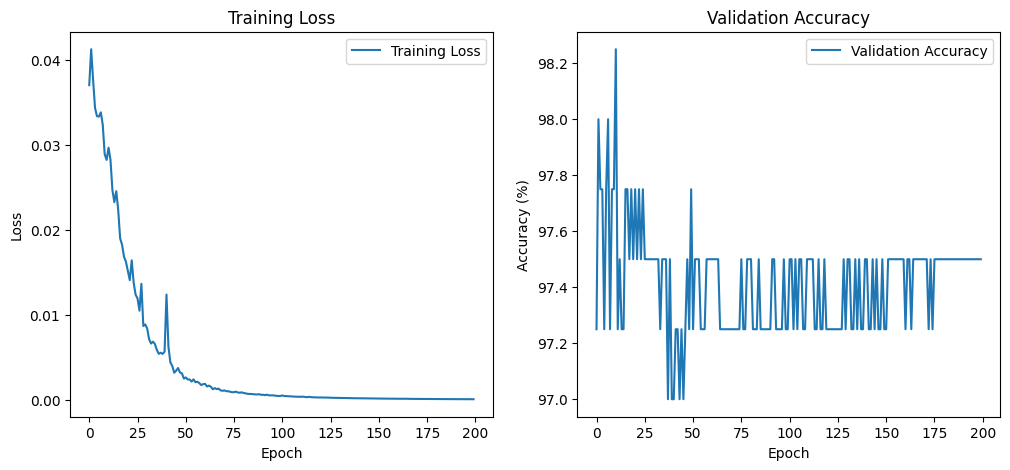 Training Loss
Training Loss
0.04
0.03
0.02
0.01
0.00
Loss
0 25 50 75 100 125 150 175 200
Epoch
Validation Accuracy
Validation Accuracy
98.2
98.0
97.8
97.6
97.4
97.2
97.0
Accuracy (%)
0 25 50 75 100 125 150 175 200
Epoch